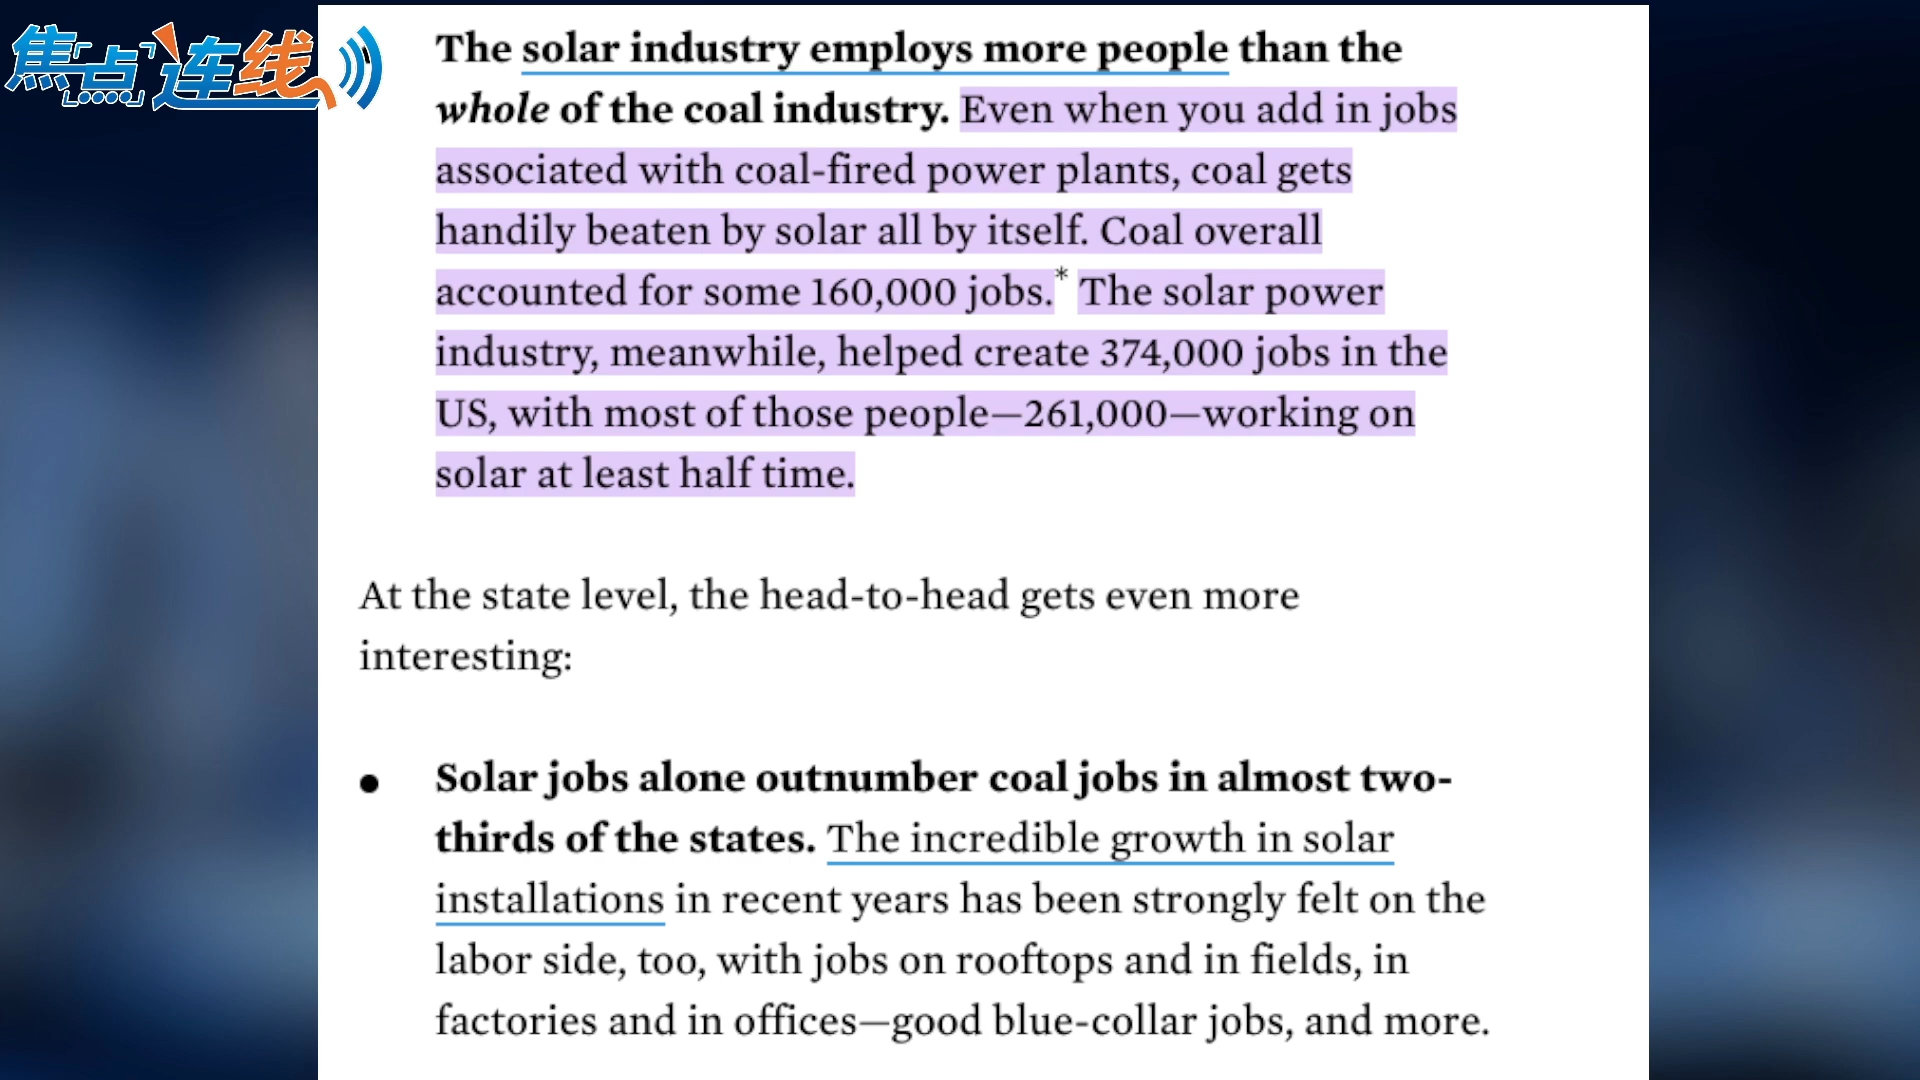 焦点连线
The solar industry employs more people than the
whole of the coal industry. Even when you add in jobs
associated with coal-fired power plants, coal gets
handily beaten by solar all by itself. Coal overall
accounted for some 160,000 jobs.* The solar power
industry, meanwhile, helped create 374,000 jobs in the
US, with most of those people—261,000—working on
solar at least half time.
At the state level, the head-to-head gets even more
interesting:
● Solar jobs alone outnumber coal jobs in almost two-
thirds of the states. The incredible growth in solar
installations in recent years has been strongly felt on the
labor side, too, with jobs on rooftops and in fields, in
factories and in offices—good blue-collar jobs, and more.